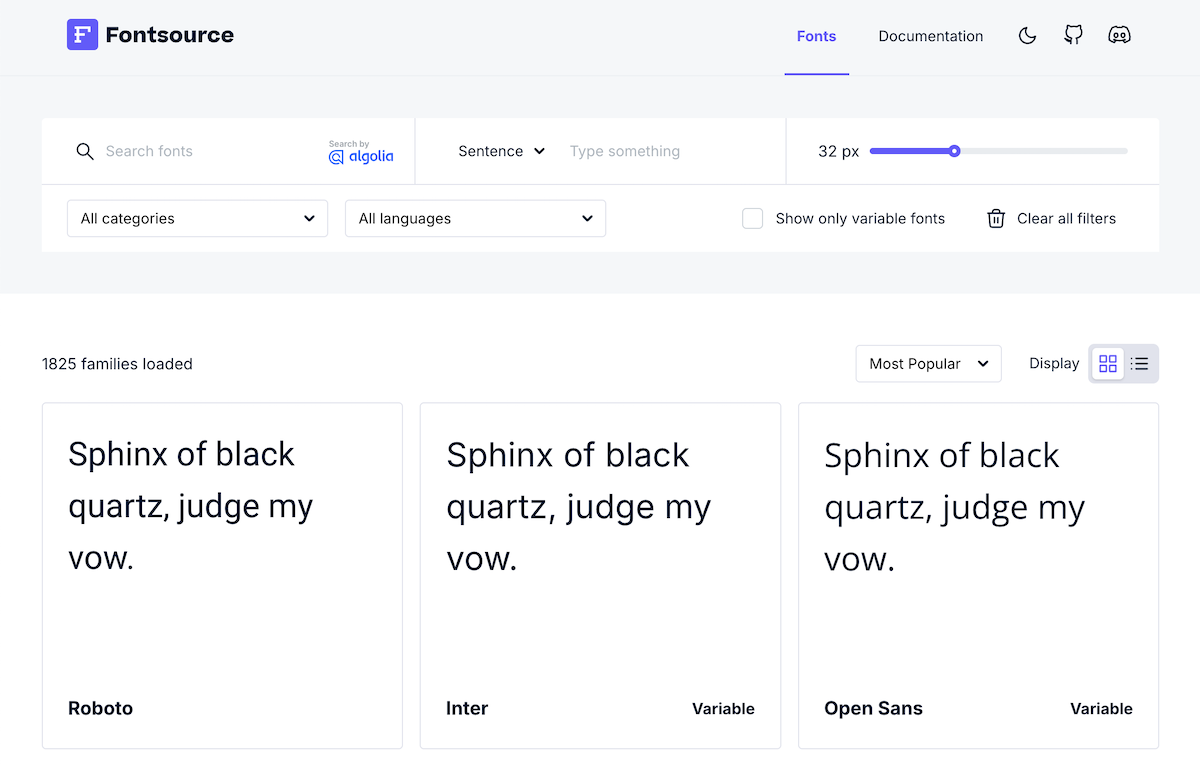 Fontsource
Fonts
Documentation
Search fonts
Search by
algolia
Sentence
Type something
32 px
All categories
All languages
Show only variable fonts
Clear all filters
1825 families loaded
Most Popular
Display
Sphinx of black
quartz, judge my
vow.
Roboto
Sphinx of black
quartz, judge my
vow.
Inter
Variable
Sphinx of black
quartz, judge my
vow.
Open Sans
Variable